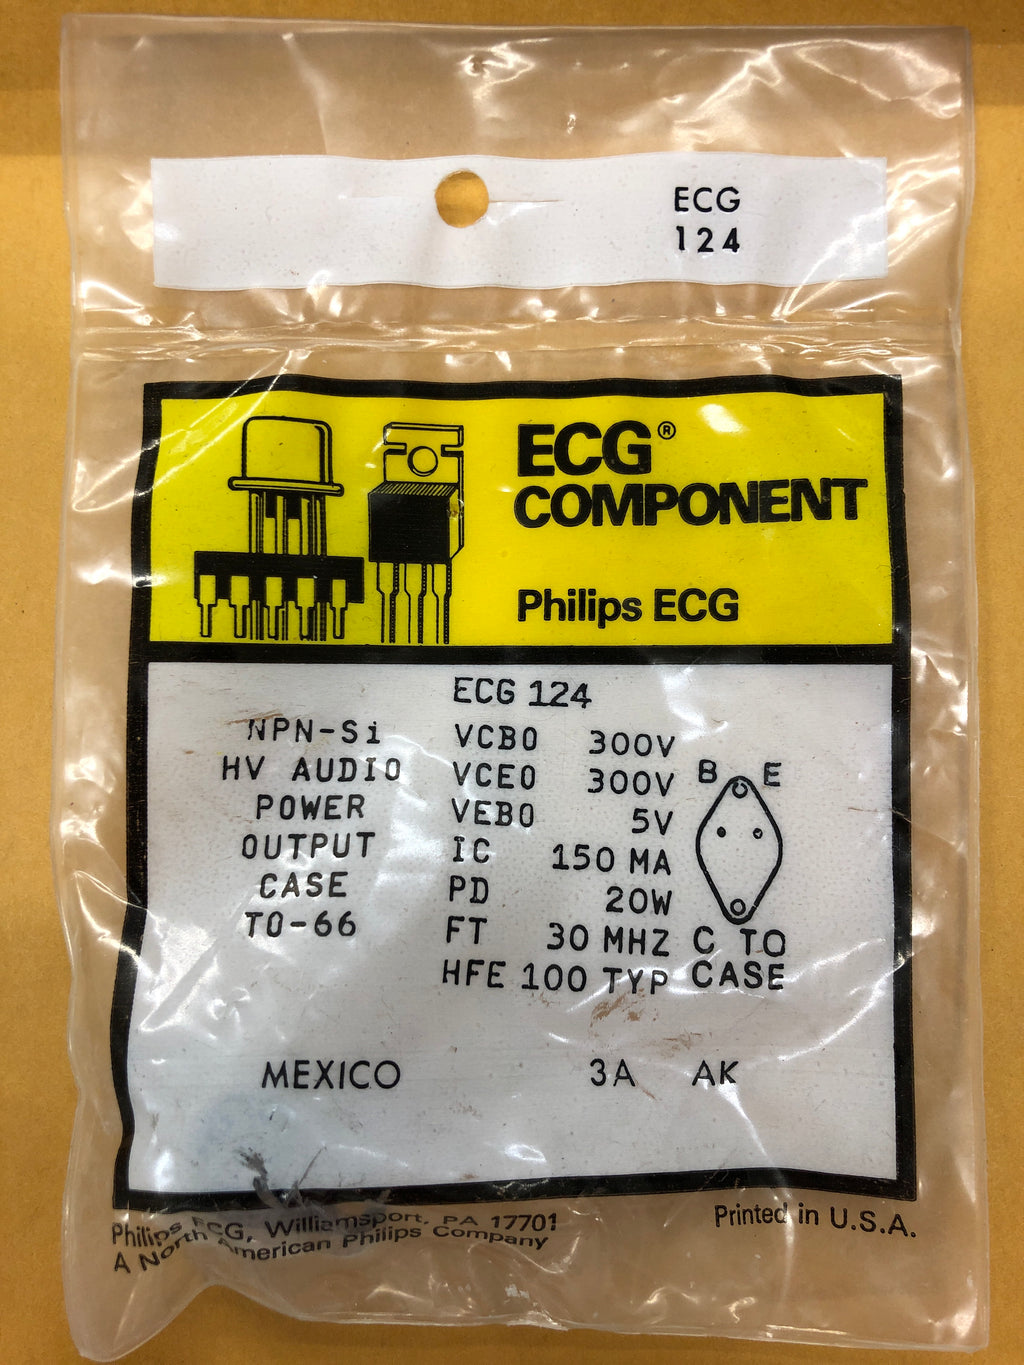 ECG
124
ECG®
COMPONENT
Philips ECG
ECG 124
NPN-Si
HV AUDIO
POWER
OUTPUT
CASE
TO-66
VCBO 300V
VCEO 300V
VEBO 5V
IC 150 MA
PD 20W
FT 30 MHZ
HFE 100 TYP
B E
C TO
CASE
MEXICO 3A AK
Philips ECG, Williamsport, PA 17701
A North American Philips Company
Printed in U.S.A.